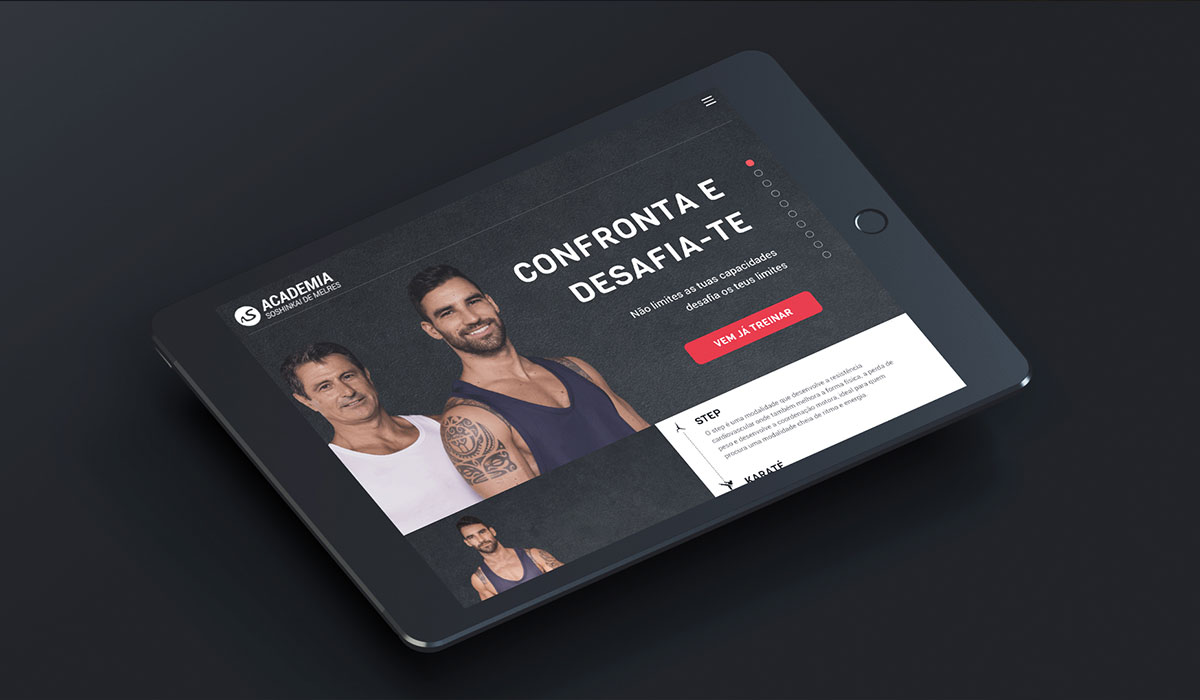 ACADEMIA
SOSHINKAI DE MELRES
CONFRONTA E
DESAFIA-TE
Não limites as tuas capacidades
desafia os teus limites
VEM JÁ TREINAR
STEP
O step é uma modalidade que desenvolve a resistência
cardiovascular onde também melhora a forma física, a perda de
peso e desenvolve a coordenação motora, ideal para quem
procura uma modalidade cheia de ritmo e energia
KARATÉ